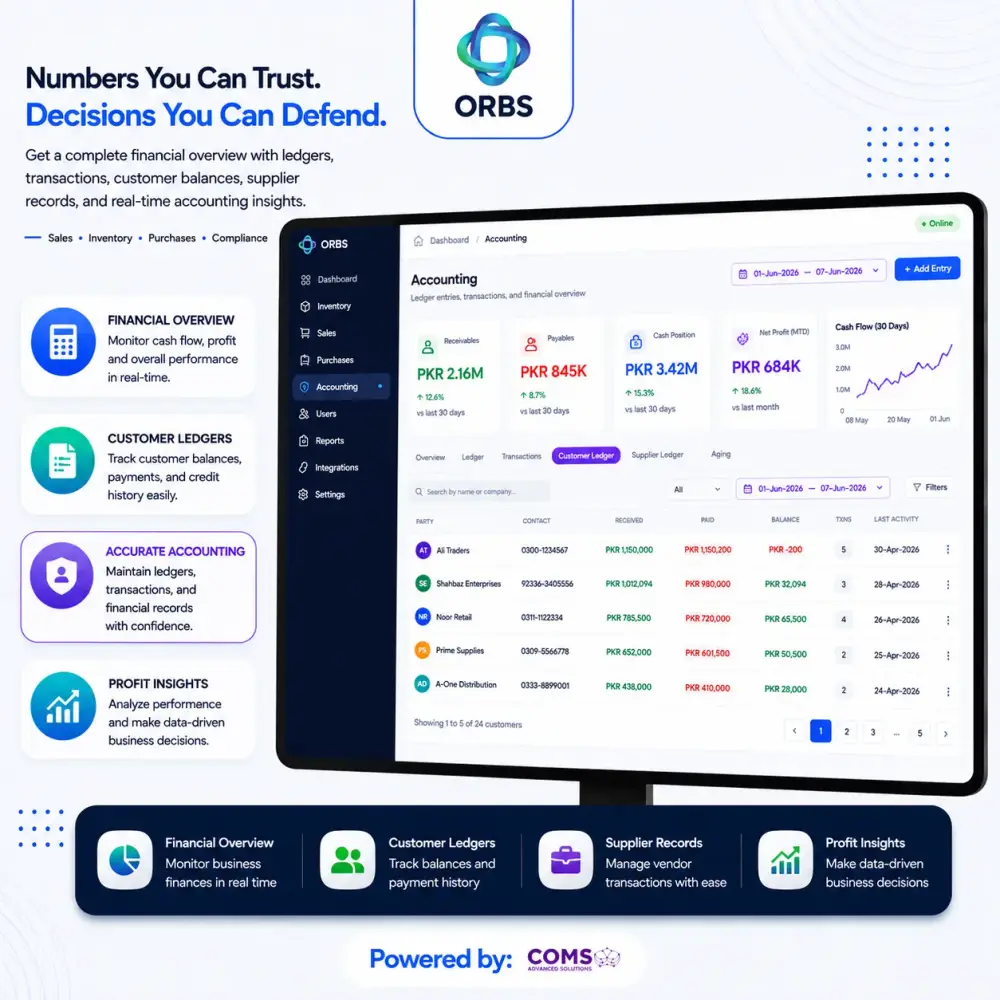 ORBS
Numbers You Can Trust.
Decisions You Can Defend.
Get a complete financial overview with ledgers,
transactions, customer balances, supplier
records, and real-time accounting insights.
Sales • Inventory • Purchases • Compliance
FINANCIAL OVERVIEW
Monitor cash flow, profit
and overall performance
in real-time.
CUSTOMER LEDGERS
Track customer balances,
payments, and credit
history easily.
ACCURATE ACCOUNTING
Maintain ledgers,
transactions, and
financial records
with confidence.
PROFIT INSIGHTS
Analyze performance
and make data-driven
business decisions.
ORBS
Dashboard
Inventory
Sales
Purchases
Accounting
Users
Reports
Integrations
Settings
Dashboard / Accounting
Online
Accounting
Ledger entries, transactions, and financial overview
01-Jun-2026 — 07-Jun-2026
+ Add Entry
Receivables
PKR 2.16M
↑ 12.6%
vs last 30 days
Payables
PKR 845K
↑ 8.7%
vs last 30 days
Cash Position
PKR 3.42M
↑ 15.3%
vs last 30 days
Net Profit (MTD)
PKR 684K
↑ 18.6%
vs last month
Cash Flow (30 Days)
3.0M
2.0M
1.0M
0
08 May 20 May 01 Jun
Overview Ledger Transactions Customer Ledger Supplier Ledger Aging
Search by name or company...
All
01-Jun-2026 — 07-Jun-2026
Filters
PARTY CONTACT RECEIVED PAID BALANCE TXNS LAST ACTIVITY
AT Ali Traders 0300-1234567 PKR 1,150,000 PKR 1,150,200 PKR -200 5 30-Apr-2026
SE Shahbaz Enterprises 92336-3405556 PKR 1,012,094 PKR 980,000 PKR 32,094 3 28-Apr-2026
NR Noor Retail 0311-1122334 PKR 785,500 PKR 720,000 PKR 65,500 4 26-Apr-2026
PS Prime Supplies 0309-5566778 PKR 652,000 PKR 601,500 PKR 50,500 2 25-Apr-2026
AD A-One Distribution 0333-8899001 PKR 438,000 PKR 410,000 PKR 28,000 2 24-Apr-2026
Showing 1 to 5 of 24 customers
‹ 1 2 3 ... 5 ›
Financial Overview
Monitor business
finances in real time
Customer Ledgers
Track balances and
payment history
Supplier Records
Manage vendor
transactions with ease
Profit Insights
Make data-driven
business decisions
Powered by: COMS
ADVANCED SOLUTIONS